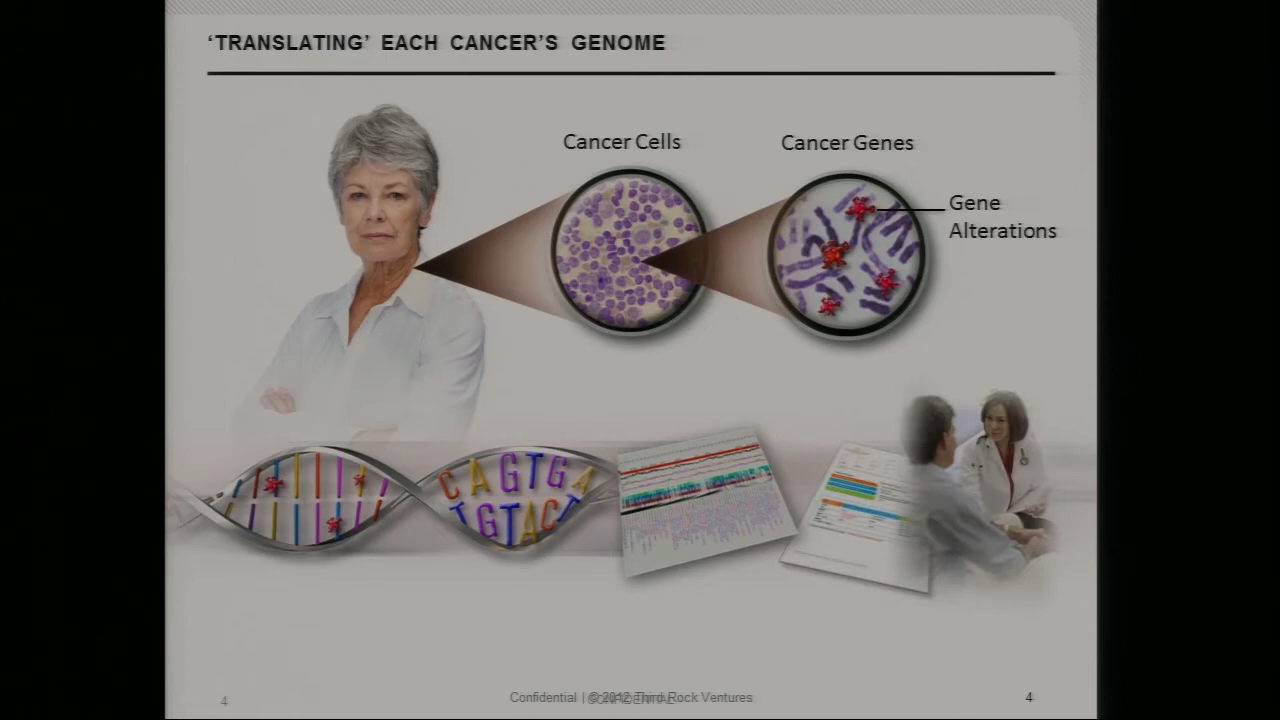 ‘TRANSLATING’ EACH CANCER’S GENOME
Cancer Cells
Cancer Genes
Gene
Alterations
CAGTGA
TGTACT
4
Confidential | © 2012 Third Rock Ventures
CONFIDENTIAL
4